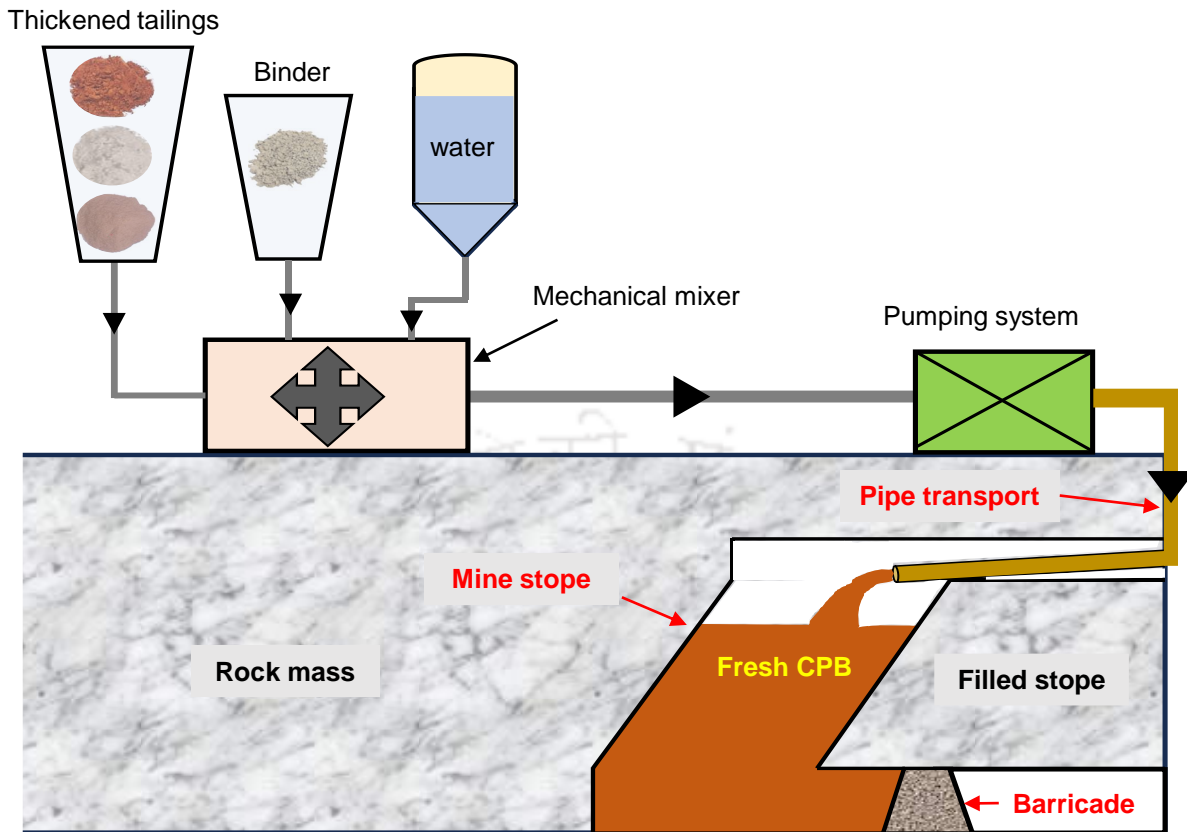 Thickened tailings
Binder
water
Mechanical mixer
Pumping system
Pipe transport
Mine stope
Rock mass
Fresh CPB
Filled stope
Barricade